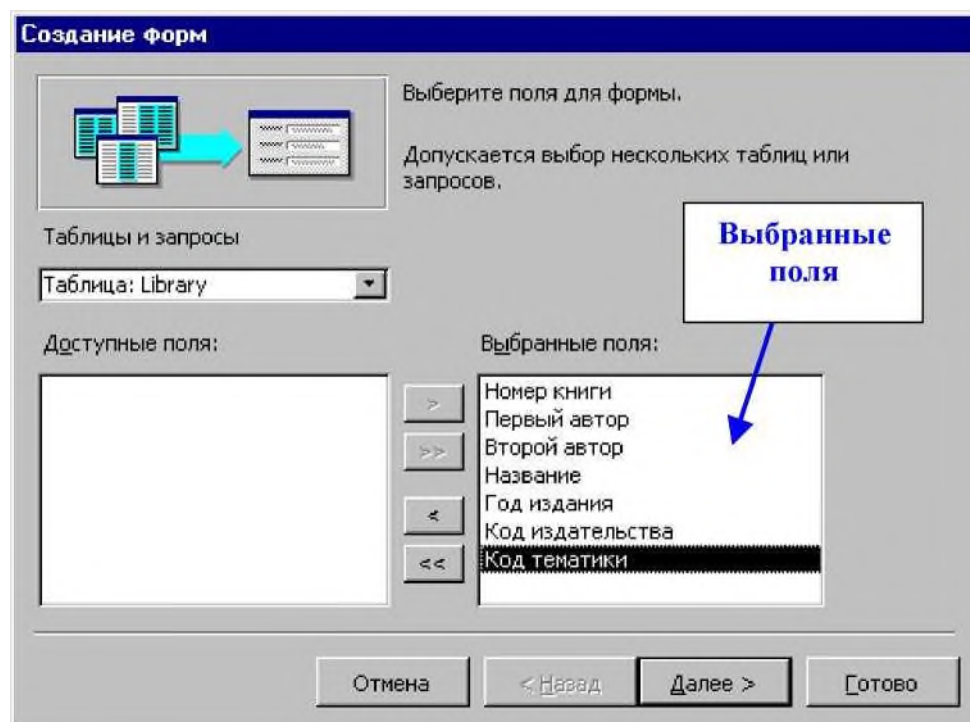 Создание форм
Выберите поля для формы.
Допускается выбор нескольких таблиц или
запросов.
Таблицы и запросы
Таблица: Library
Выбранные
поля
Доступные поля:
Выбранные поля:
>
>>
<
<<
Номер книги
Первый автор
Второй автор
Название
Год издания
Код издательства
Код тематики
Отмена
< Назад
Далее >
Готово